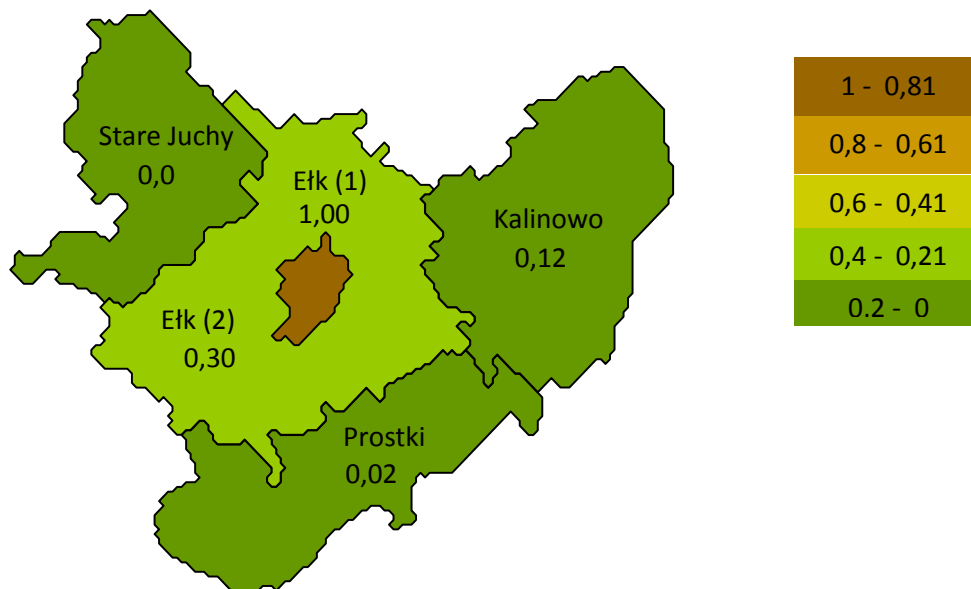 Stare Juchy
0,0
Ełk (1)
1,00
Kalinowo
0,12
Ełk (2)
0,30
Prostki
0,02
1 - 0,81
0,8 - 0,61
0,6 - 0,41
0,4 - 0,21
0.2 - 0